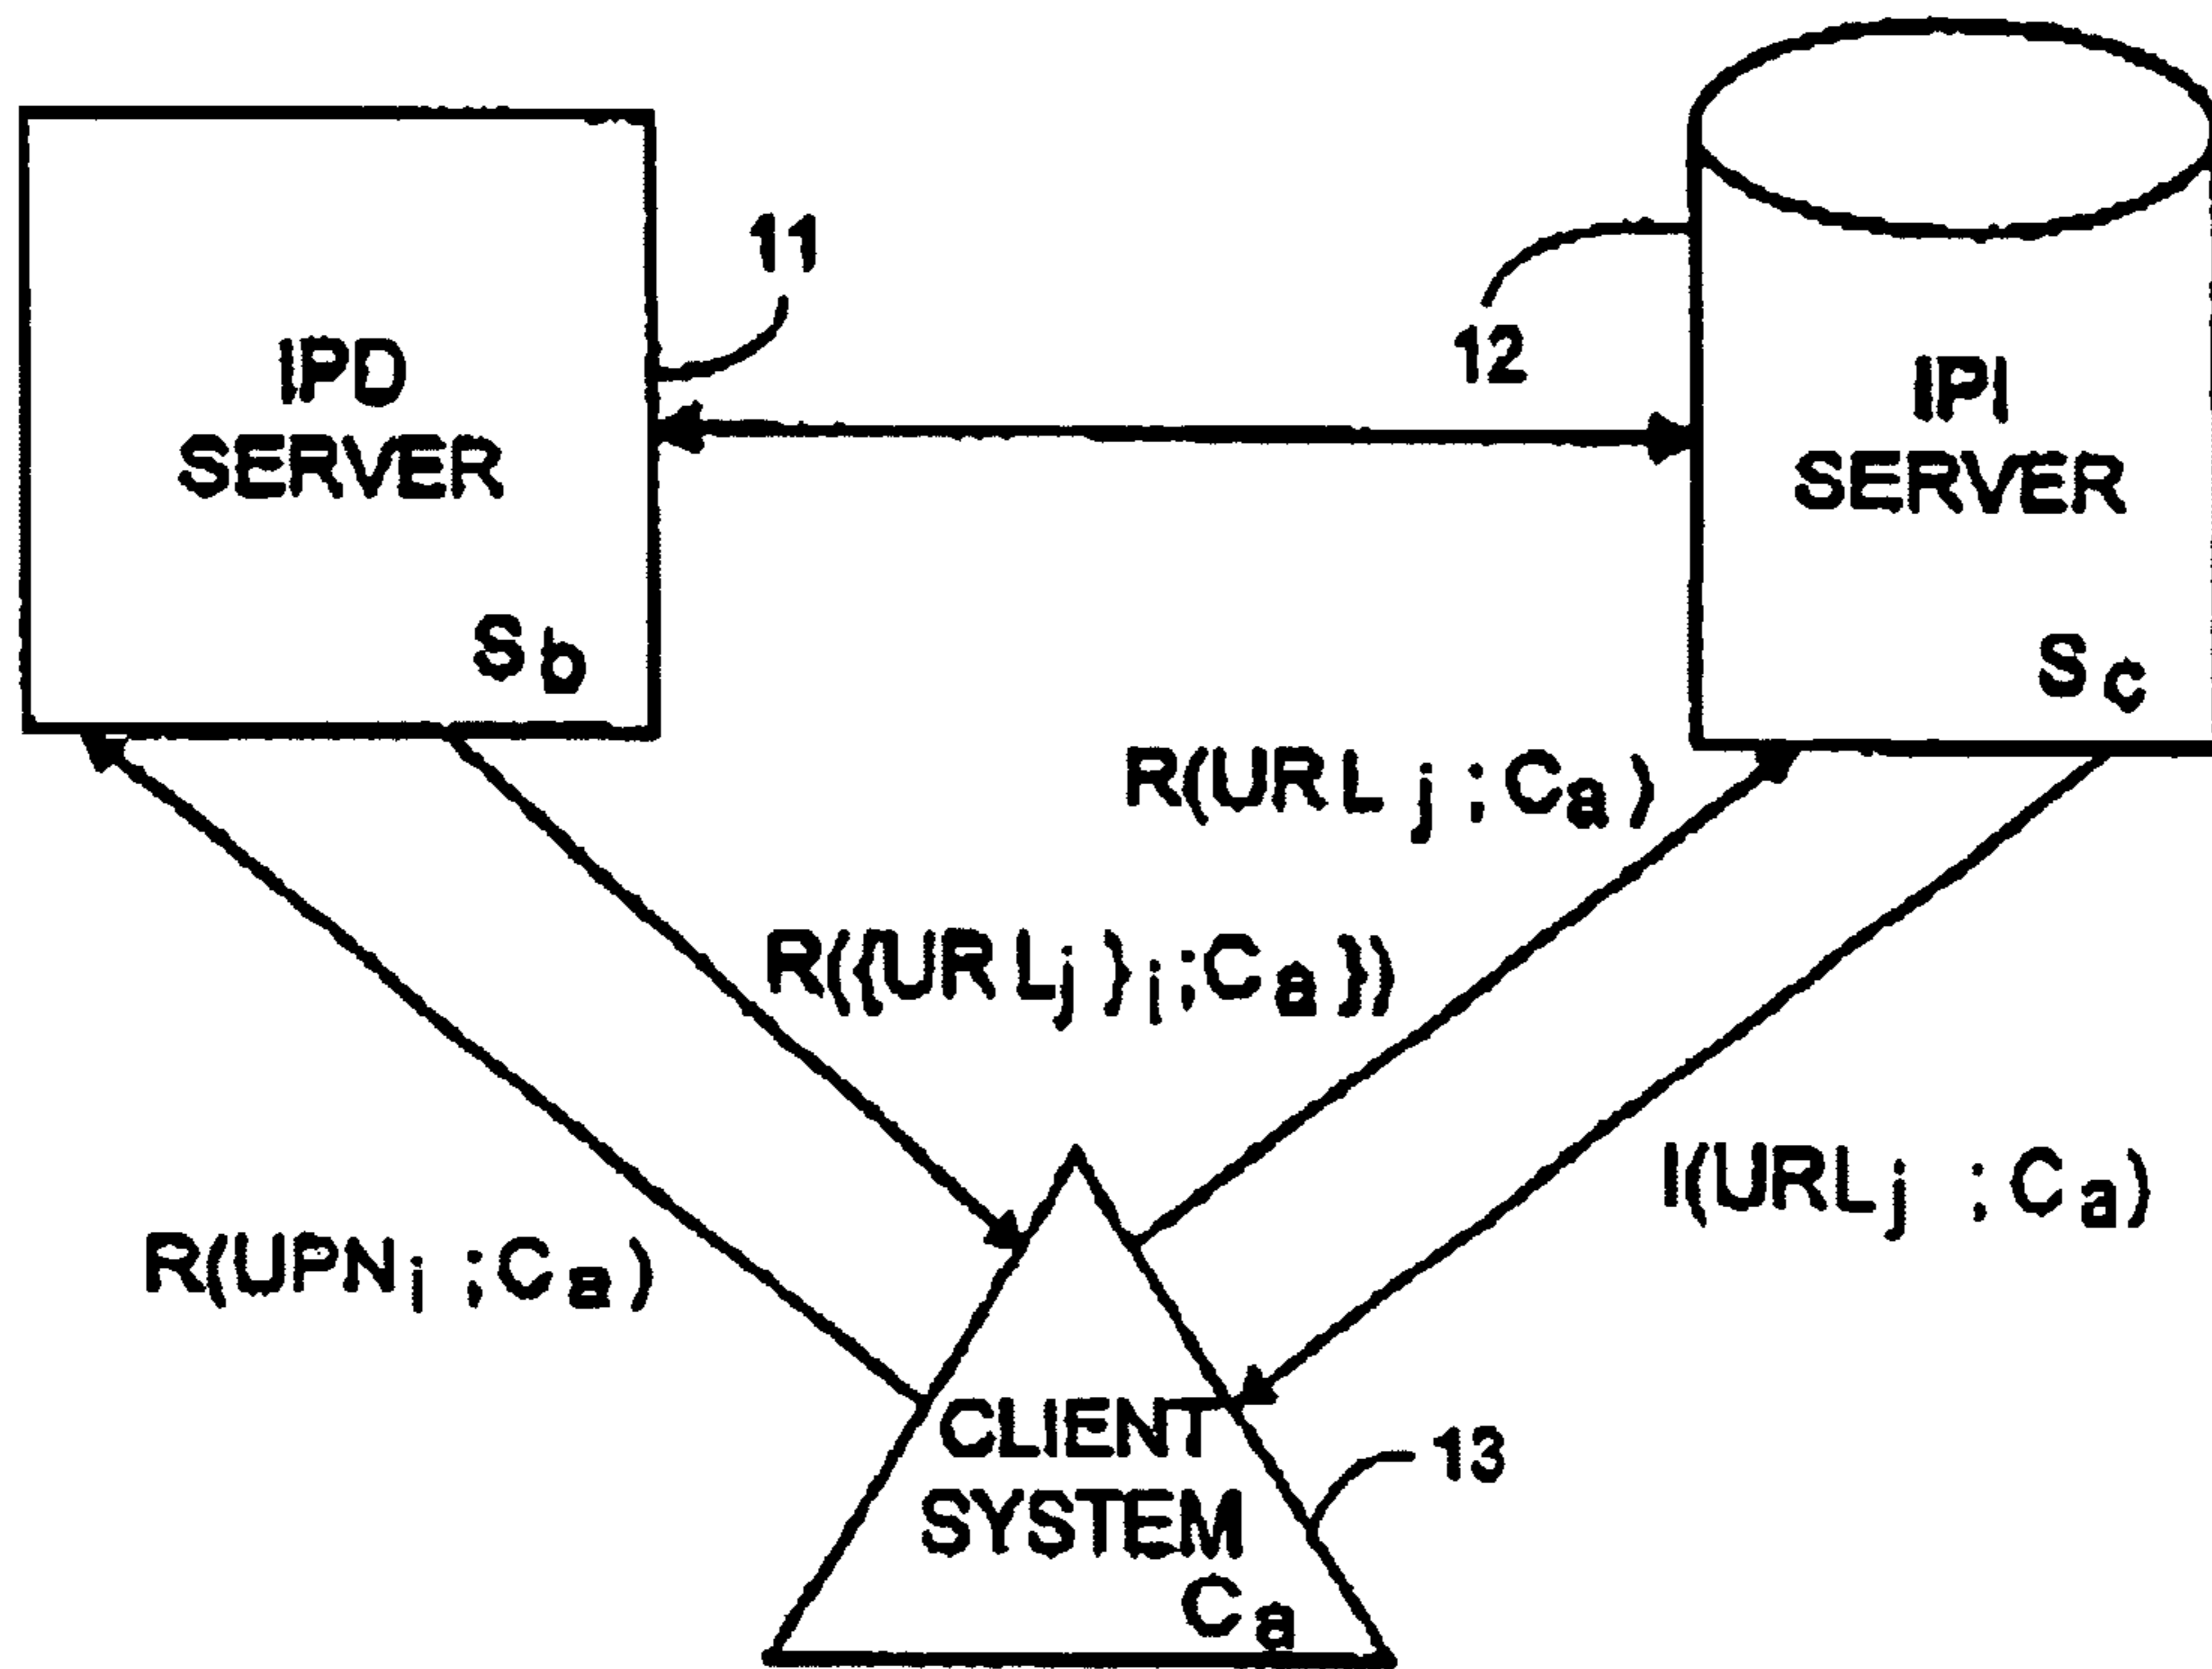 11
12
IPD
SERVER
Sb
IPI
SERVER
Sc
R(URL j ; Ca)
R({URLj}i;Ca})
R(UPNi ;Ca)
I(URLj ; Ca)
CLIENT
SYSTEM
Ca
13